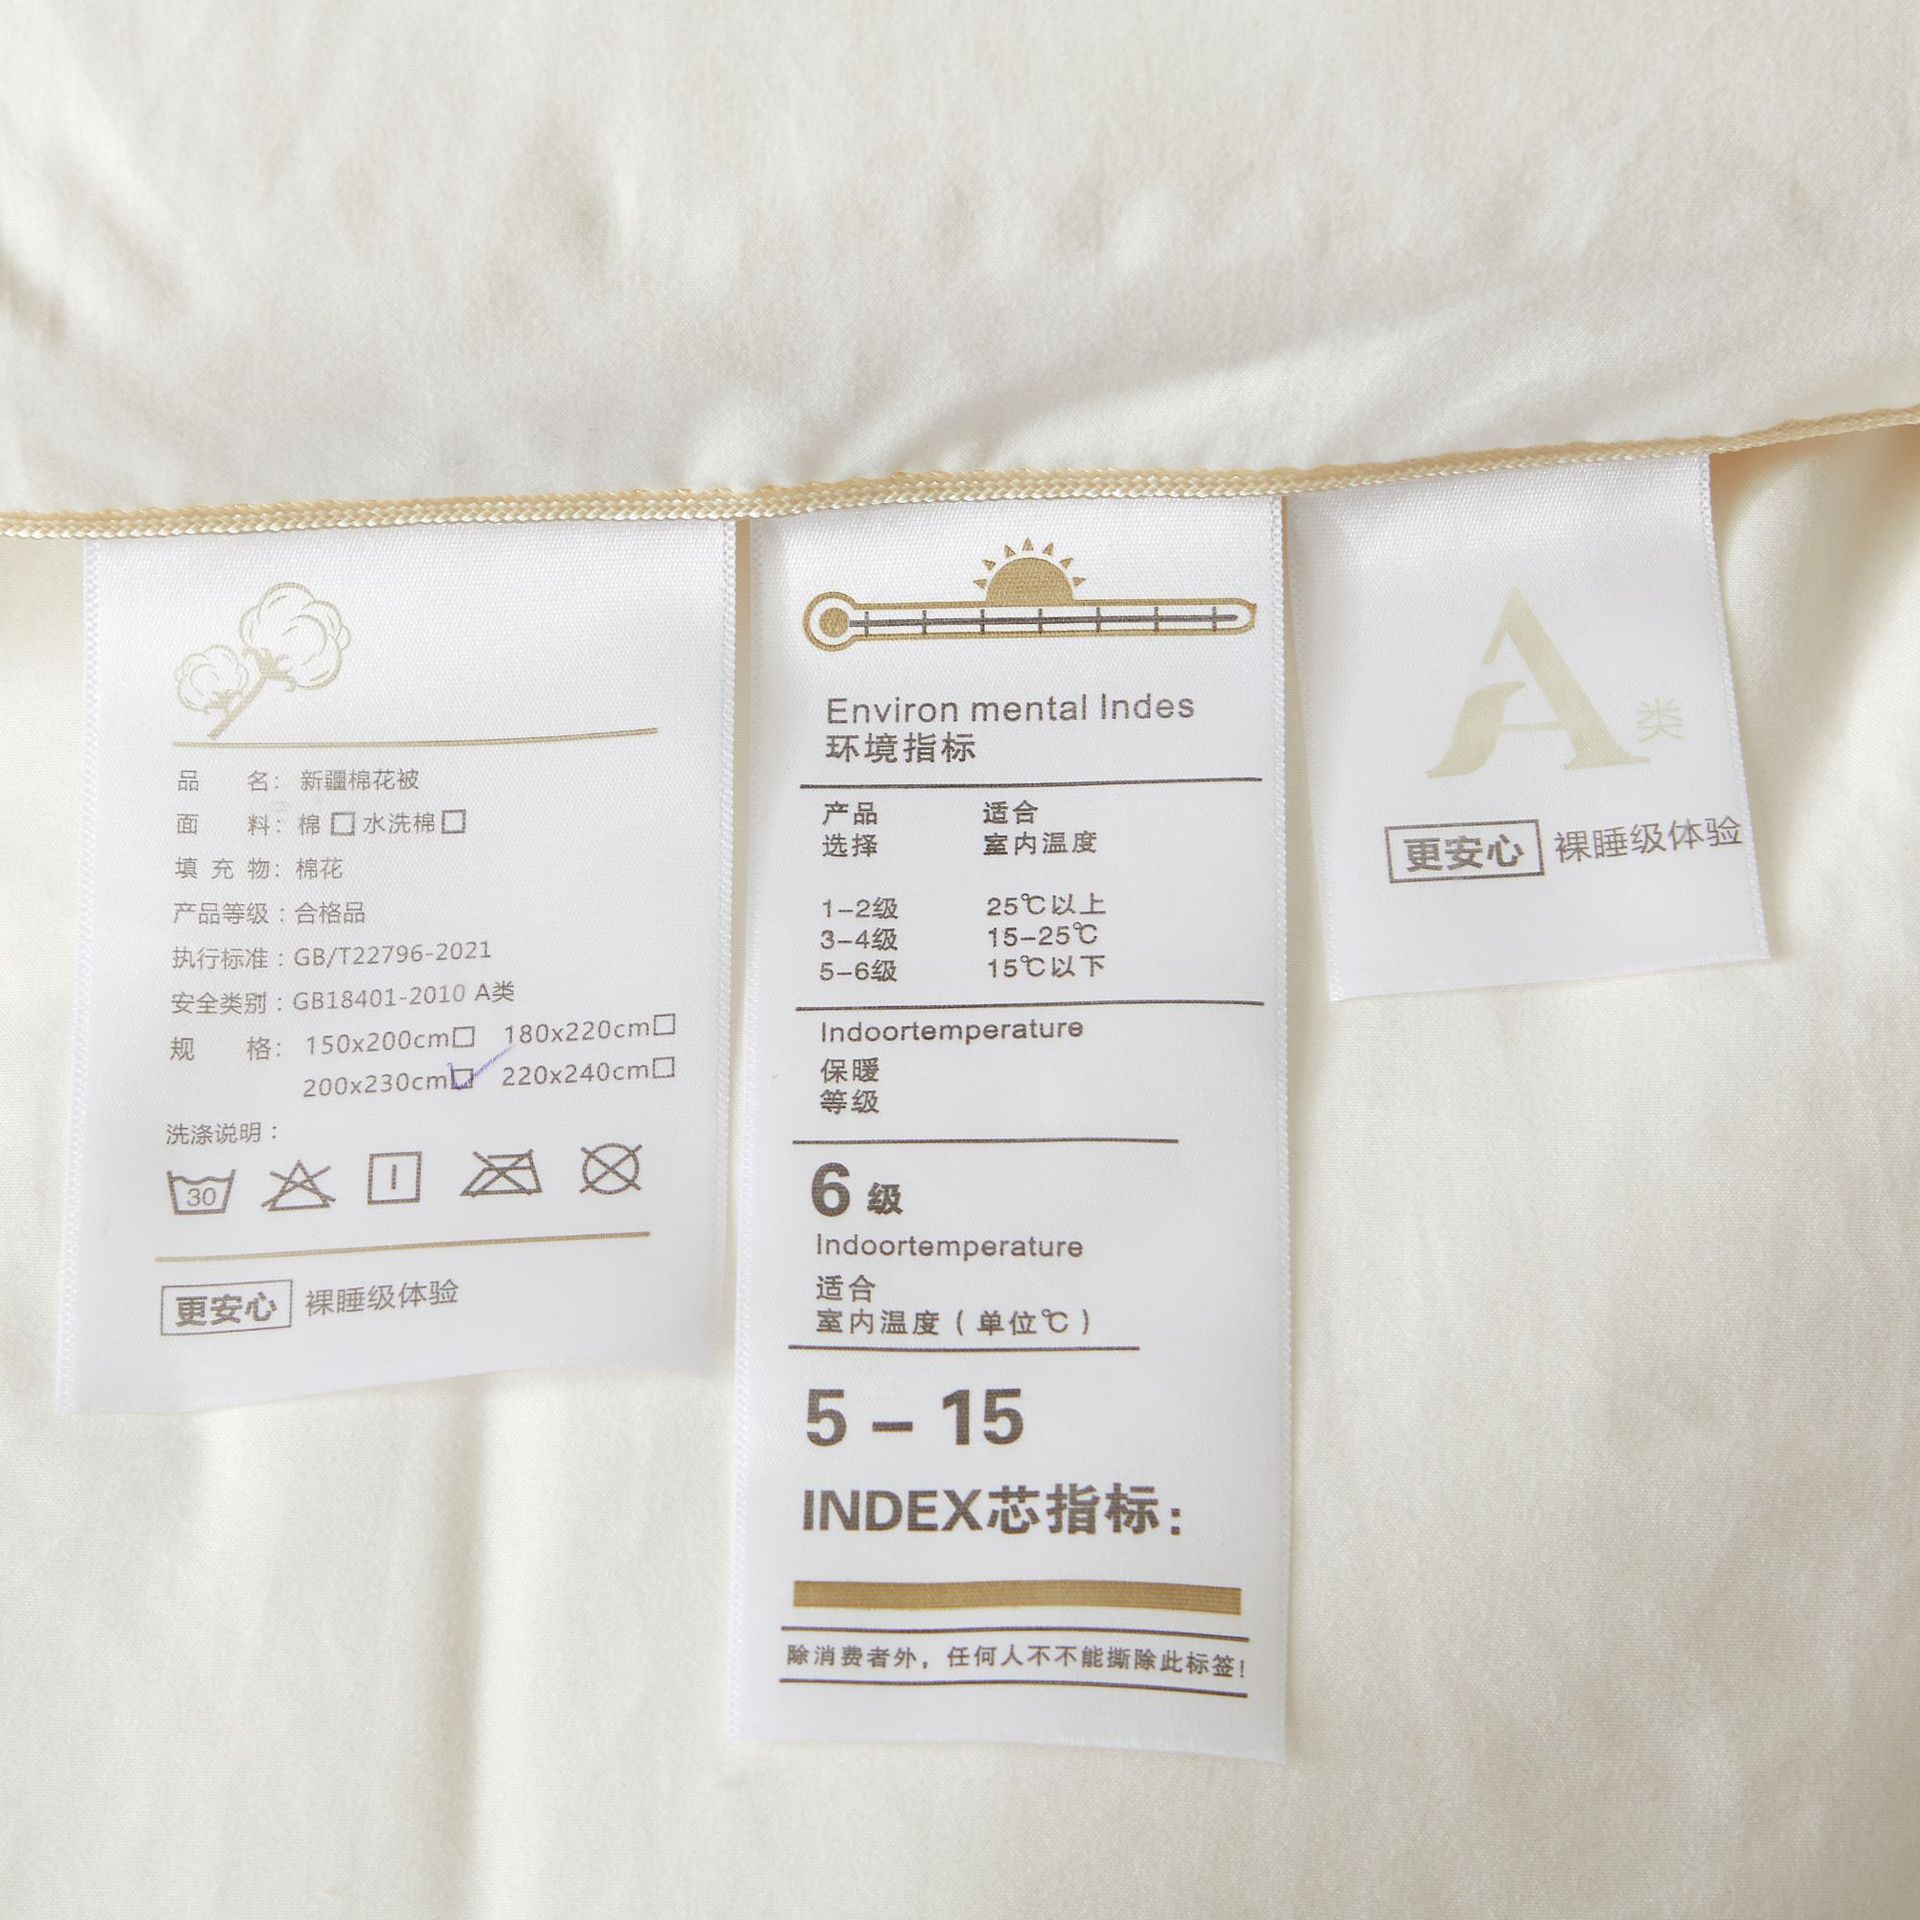 品 名：新疆棉花被
面 料：棉□ 水洗棉□
填 充 物：棉花
产品等级：合格品
执行标准：GB/T22796-2021
安全类别：GB18401-2010 A类
规 格：150x200cm□ 180x220cm□
200x230cm☑ 220x240cm□
洗涤说明：
30
更安心 裸睡级体验
Environ mental Indes
环境指标
产品 适合
选择 室内温度
1-2级 25℃以上
3-4级 15-25℃
5-6级 15℃以下
Indoortemperature
保暖
等级
6级
Indoortemperature
适合
室内温度（单位℃）
5-15
INDEX芯指标：
除消费者外，任何人不不能撕除此标签！
A类
更安心 裸睡级体验